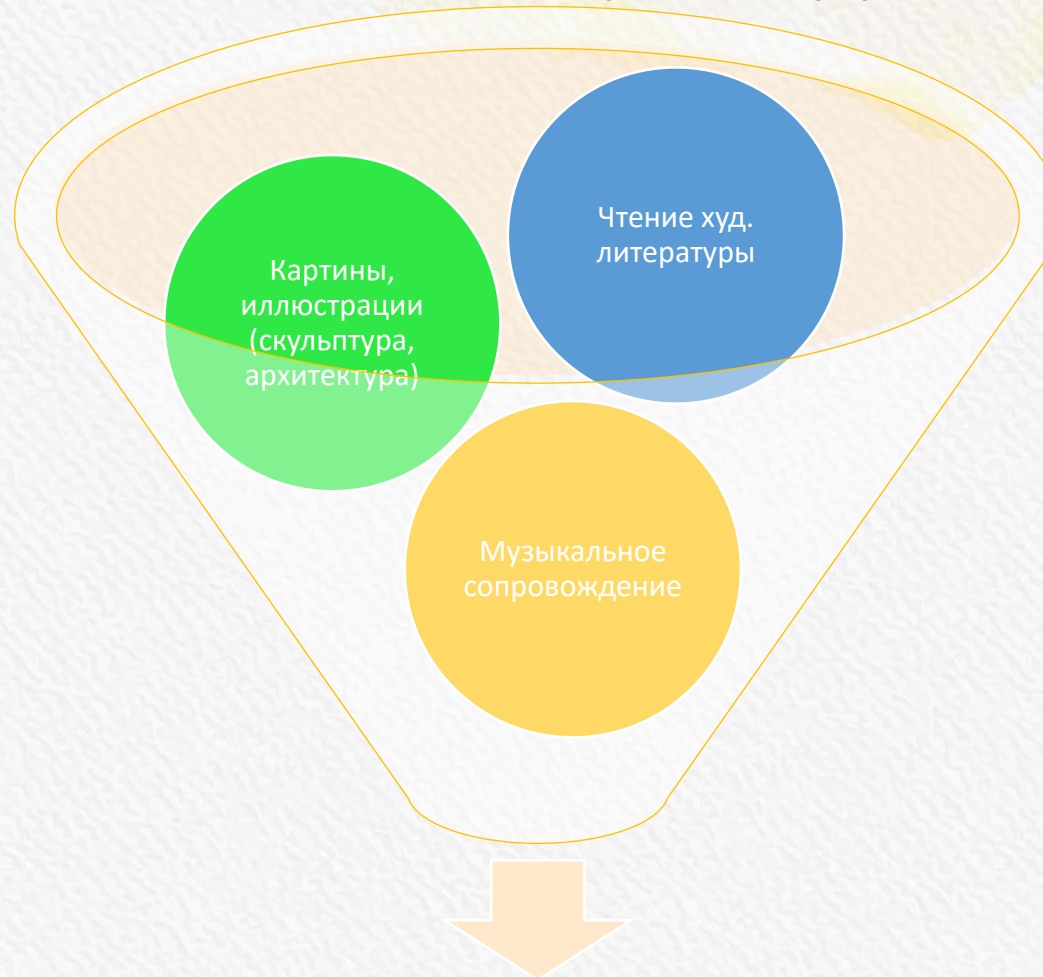 Картины,
иллюстрации
(скульптура,
архитектура)
Чтение худ.
литературы
Музыкальное
сопровождение